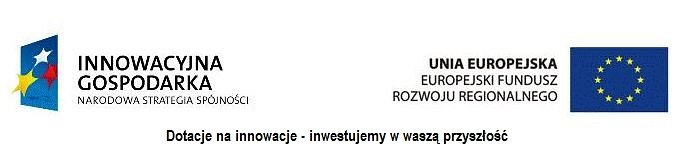 INNOWACYJNA
GOSPODARKA
NARODOWA STRATEGIA SPÓJNOŚCI
UNIA EUROPEJSKA
EUROPEJSKI FUNDUSZ
ROZWOJU REGIONALNEGO
Dotacje na innowacje - inwestujemy w waszą przyszłość